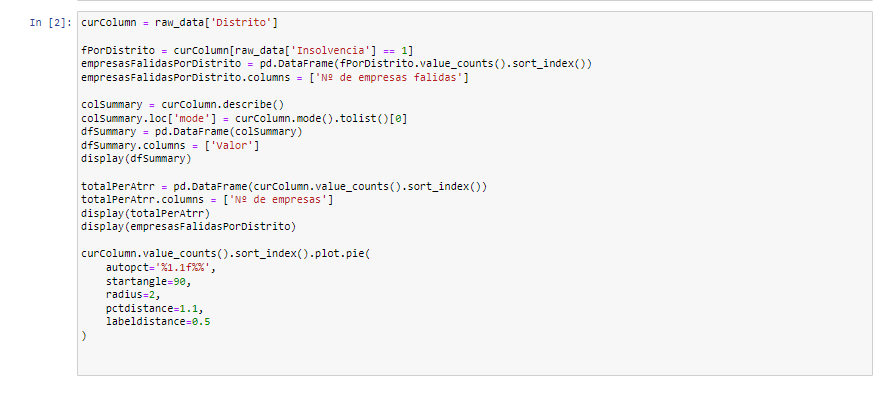 In [2]: curColumn = raw_data['Distrito']
fPorDistrito = curColumn[raw_data['Insolvencia'] == 1]
empresasFalidasPorDistrito = pd.DataFrame(fPorDistrito.value_counts().sort_index())
empresasFalidasPorDistrito.columns = ['Nº de empresas falidas']
colSummary = curColumn.describe()
colSummary.loc['mode'] = curColumn.mode().tolist()[0]
dfSummary = pd.DataFrame(colSummary)
dfSummary.columns = ['Valor']
display(dfSummary)
totalPerAtrr = pd.DataFrame(curColumn.value_counts().sort_index())
totalPerAtrr.columns = ['Nº de empresas']
display(totalPerAtrr)
display(empresasFalidasPorDistrito)
curColumn.value_counts().sort_index().plot.pie(
    autopct='%1.1f%%',
    startangle=90,
    radius=2,
    pctdistance=1.1,
    labeldistance=0.5
)